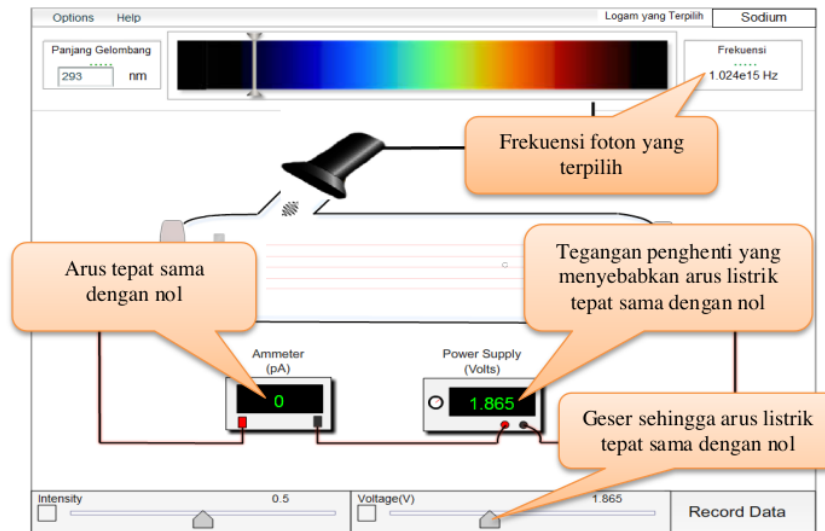 Options Help
Logam yang Terpilih Sodium
Panjang Gelombang
293 nm
Frekuensi
1.024e15 Hz
Frekuensi foton yang
terpilih
Arus tepat sama
dengan nol
Tegangan penghenti yang
menyebabkan arus listrik
tepat sama dengan nol
Ammeter
(pA)
0
Power Supply
(Volts)
1.865
Geser sehingga arus listrik
tepat sama dengan nol
Intensity 0.5
Voltage(V) 1.865
Record Data